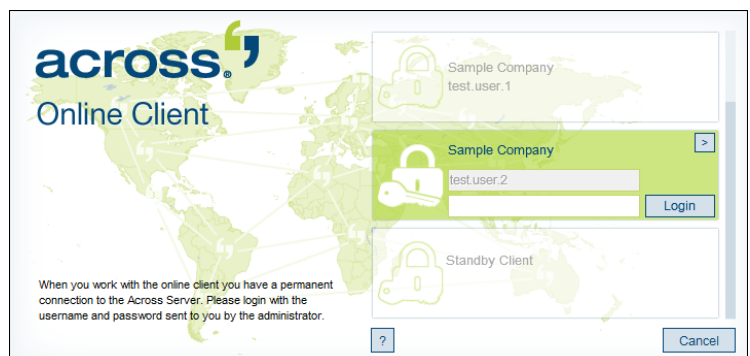 across®
Online Client
When you work with the online client you have a permanent
connection to the Across Server. Please login with the
username and password sent to you by the administrator.
Sample Company
test.user.1
Sample Company
>
test.user.2
Login
Standby Client
?
Cancel